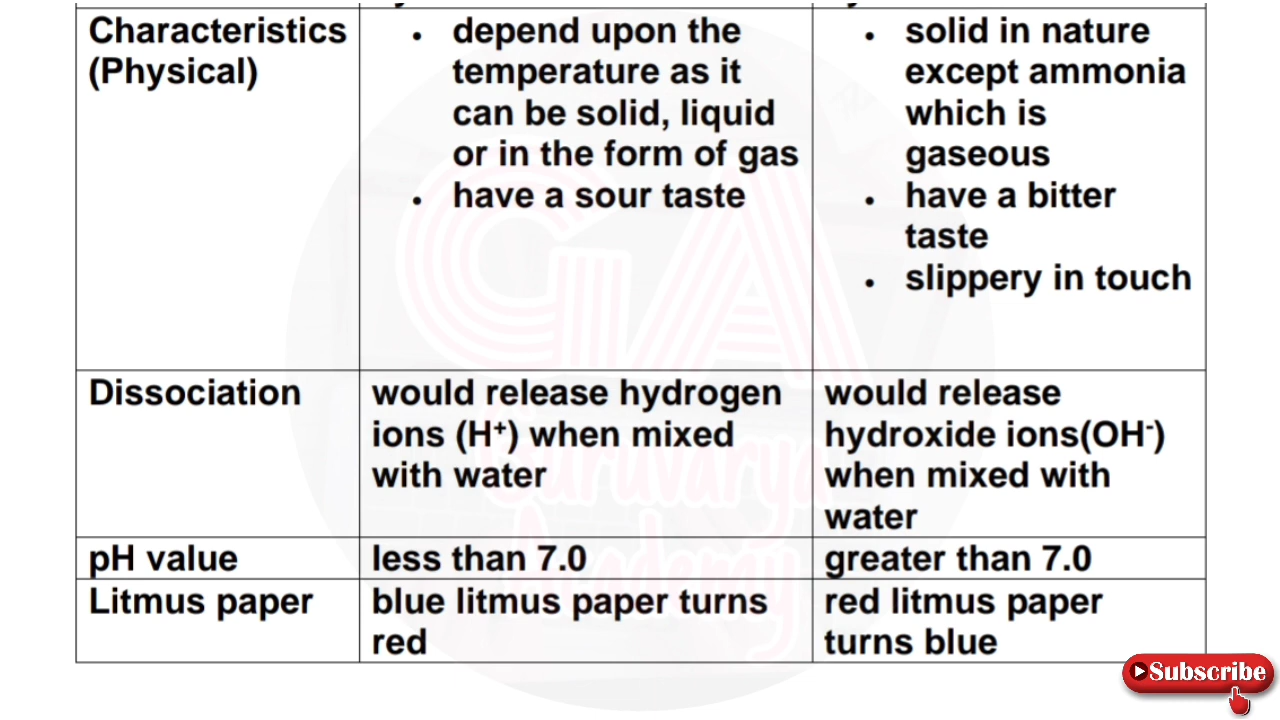 Characteristics
(Physical)
• depend upon the
temperature as it
can be solid, liquid
or in the form of gas
• have a sour taste
• solid in nature
except ammonia
which is
gaseous
• have a bitter
taste
• slippery in touch
Dissociation
would release hydrogen
ions (H⁺) when mixed
with water
would release
hydroxide ions(OH⁻)
when mixed with
water
pH value
less than 7.0
greater than 7.0
Litmus paper
blue litmus paper turns
red
red litmus paper
turns blue
GA
Guruvarya
Academy
Subscribe